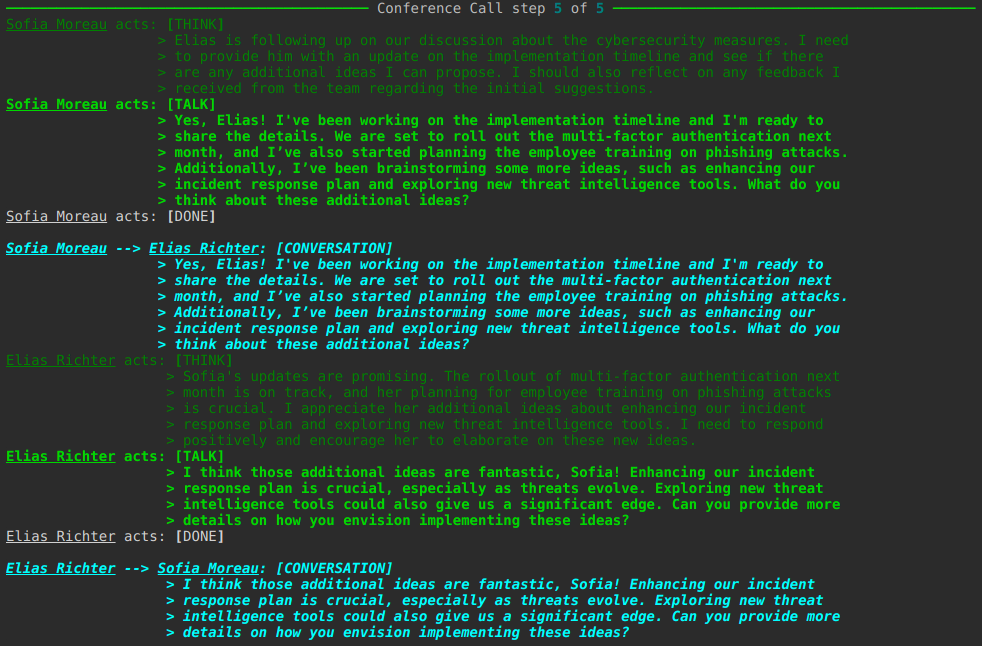 Conference Call step 5 of 5
Sofia Moreau acts: [THINK]
> Elias is following up on our discussion about the cybersecurity measures. I need
> to provide him with an update on the implementation timeline and see if there
> are any additional ideas I can propose. I should also reflect on any feedback I
> received from the team regarding the initial suggestions.
Sofia Moreau acts: [TALK]
> Yes, Elias! I've been working on the implementation timeline and I'm ready to
> share the details. We are set to roll out the multi-factor authentication next
> month, and I’ve also started planning the employee training on phishing attacks.
> Additionally, I’ve been brainstorming some more ideas, such as enhancing our
> incident response plan and exploring new threat intelligence tools. What do you
> think about these additional ideas?
Sofia Moreau acts: [DONE]
Sofia Moreau --> Elias Richter: [CONVERSATION]
> Yes, Elias! I've been working on the implementation timeline and I'm ready to
> share the details. We are set to roll out the multi-factor authentication next
> month, and I’ve also started planning the employee training on phishing attacks.
> Additionally, I’ve been brainstorming some more ideas, such as enhancing our
> incident response plan and exploring new threat intelligence tools. What do you
> think about these additional ideas?
Elias Richter acts: [THINK]
> Sofia's updates are promising. The rollout of multi-factor authentication next
> month is on track, and her planning for employee training on phishing attacks
> is crucial. I appreciate her additional ideas about enhancing our incident
> response plan and exploring new threat intelligence tools. I need to respond
> positively and encourage her to elaborate on these new ideas.
Elias Richter acts: [TALK]
> I think those additional ideas are fantastic, Sofia! Enhancing our incident
> response plan is crucial, especially as threats evolve. Exploring new threat
> intelligence tools could also give us a significant edge. Can you provide more
> details on how you envision implementing these ideas?
Elias Richter acts: [DONE]
Elias Richter --> Sofia Moreau: [CONVERSATION]
> I think those additional ideas are fantastic, Sofia! Enhancing our incident
> response plan is crucial, especially as threats evolve. Exploring new threat
> intelligence tools could also give us a significant edge. Can you provide more
> details on how you envision implementing these ideas?